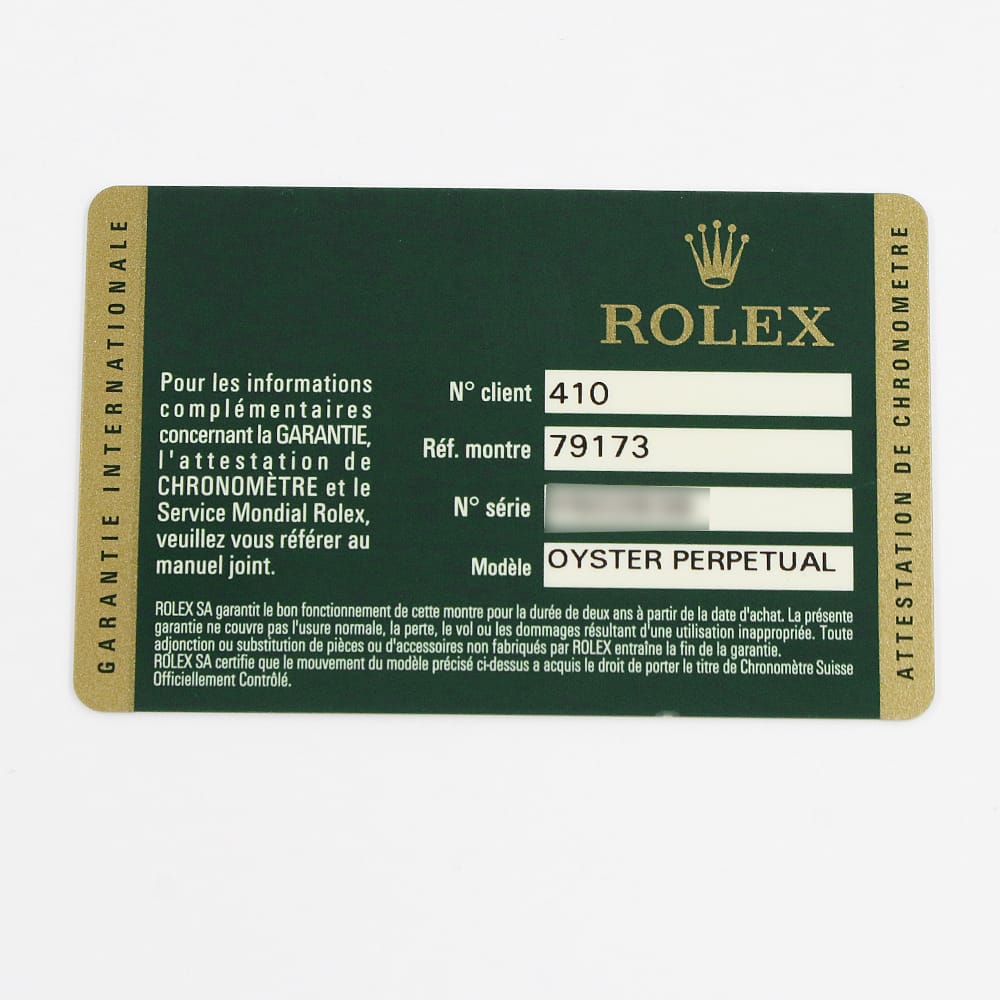 GARANTIE INTERNATIONALE
ROLEX
Pour les informations
complémentaires
concernant la GARANTIE,
l'attestation de
CHRONOMÈTRE et le
Service Mondial Rolex,
veuillez vous référer au
manuel joint.
N° client 410
Réf. montre 79173
N° série
Modèle OYSTER PERPETUAL
ROLEX SA garantit le bon fonctionnement de cette montre pour la durée de deux ans à partir de la date d'achat. La présente
garantie ne couvre pas l'usure normale, la perte, le vol ou les dommages résultant d'une utilisation inappropriée. Toute
adjonction ou substitution de pièces ou d'accessoires non fabriqués par ROLEX entraîne la fin de la garantie.
ROLEX SA certifie que le mouvement du modèle précisé ci-dessus a acquis le droit de porter le titre de Chronomètre Suisse
Officiellement Contrôlé.
ATTESTATION DE CHRONOMETRE